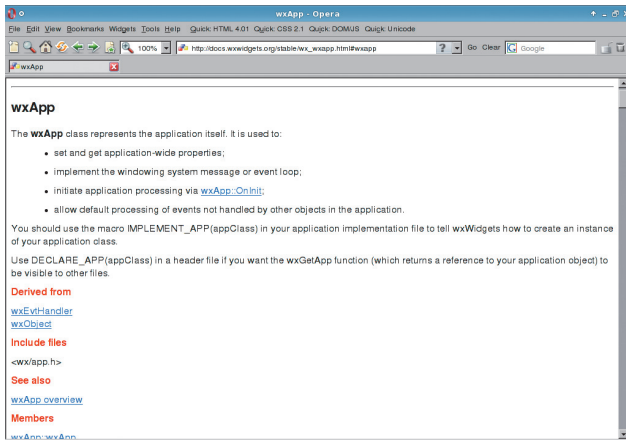 wxApp - Opera
File Edit View Bookmarks Widgets Tools Help Quick: HTML 4.01 Quick: CSS 2.1 Quick: DOM/JS Quick: Unicode
100% http://docs.wxwidgets.org/stable/wx_wxapp.html#wxapp ? Go Clear G Google
wxApp
wxApp
The wxApp class represents the application itself. It is used to:
• set and get application-wide properties;
• implement the windowing system message or event loop;
• initiate application processing via wxApp::OnInit;
• allow default processing of events not handled by other objects in the application.
You should use the macro IMPLEMENT_APP(appClass) in your application implementation file to tell wxWidgets how to create an instance
of your application class.
Use DECLARE_APP(appClass) in a header file if you want the wxGetApp function (which returns a reference to your application object) to
be visible to other files.
Derived from
wxEvtHandler
wxObject
Include files
<wx/app.h>
See also
wxApp overview
Members
wxApp::wxApp